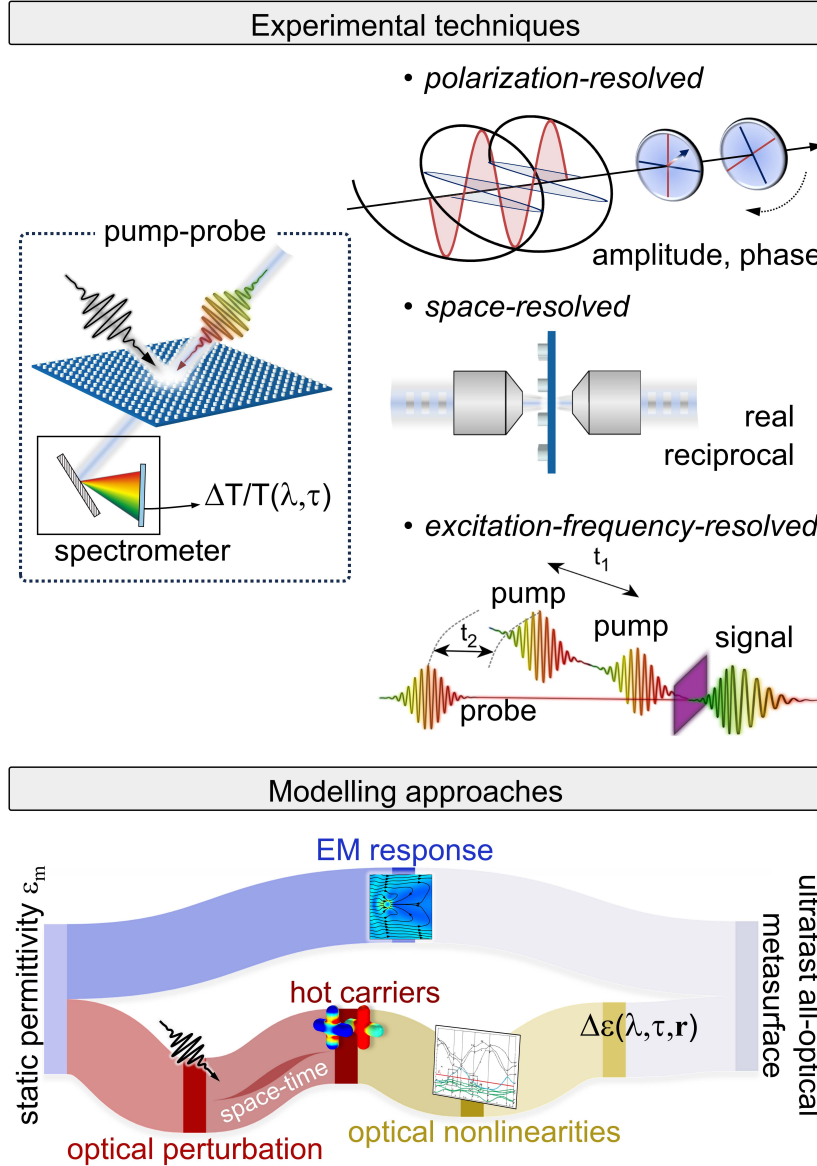 Experimental techniques
• polarization-resolved
amplitude, phase
pump-probe
ΔT/T(λ,τ)
spectrometer
• space-resolved
real
reciprocal
• excitation-frequency-resolved
t₁
pump
pump
t₂
signal
probe
Modelling approaches
EM response
static permittivity εₘ
hot carriers
space-time
optical perturbation
optical nonlinearities
Δε(λ,τ,r)
ultrafast all-optical
metasurface